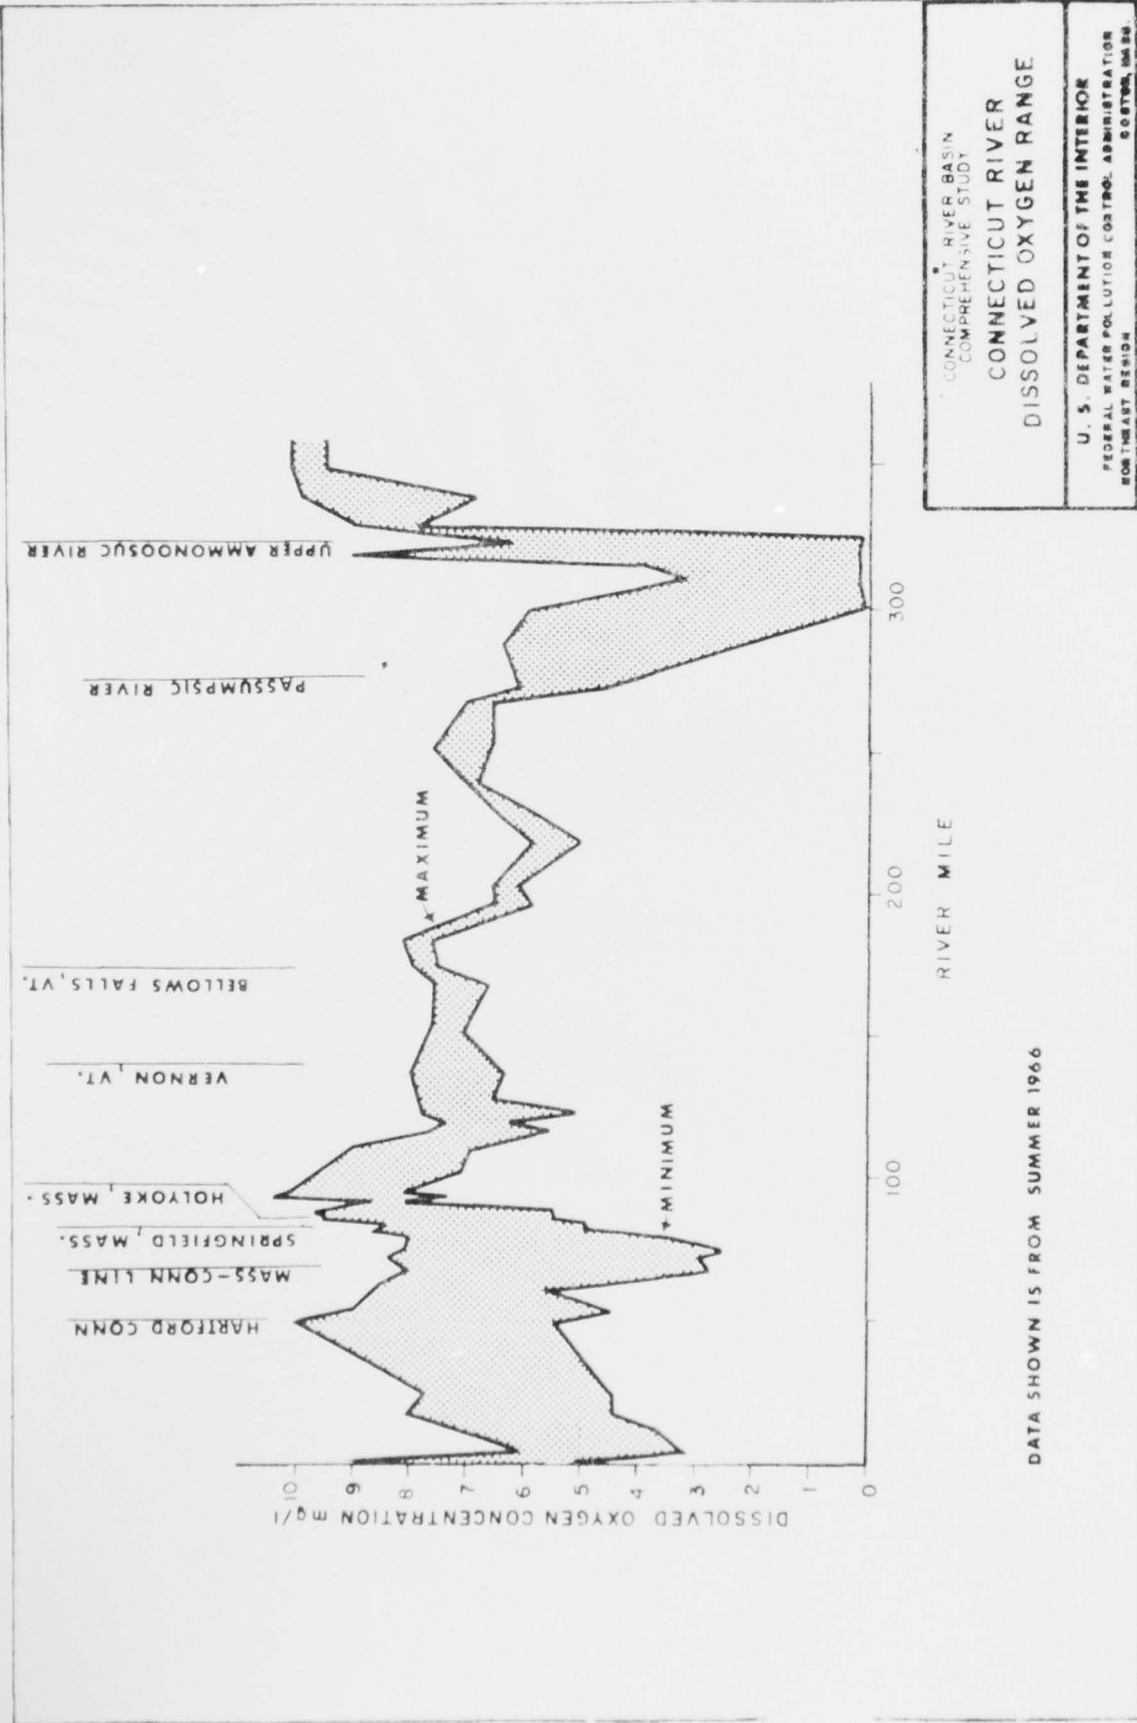 UPPER AMMONOOSUC RIVER
PASSUMPSIC RIVER
BELLOWS FALLS, VT.
VERNON, VT.
HOLYOKE, MASS.
SPRINGFIELD, MASS.
MASS-CONN LINE
HARTFORD CONN
MAXIMUM
MINIMUM
DISSOLVED OXYGEN CONCENTRATION mg/l
10
9
8
7
6
5
4
3
2
1
0
100
200
300
RIVER MILE
DATA SHOWN IS FROM SUMMER 1966
CONNECTICUT RIVER BASIN
COMPREHENSIVE STUDY
CONNECTICUT RIVER
DISSOLVED OXYGEN RANGE
U. S. DEPARTMENT OF THE INTERIOR
FEDERAL WATER POLLUTION CONTROL ADMINISTRATION
NORTHEAST REGION BOSTON, MASS.